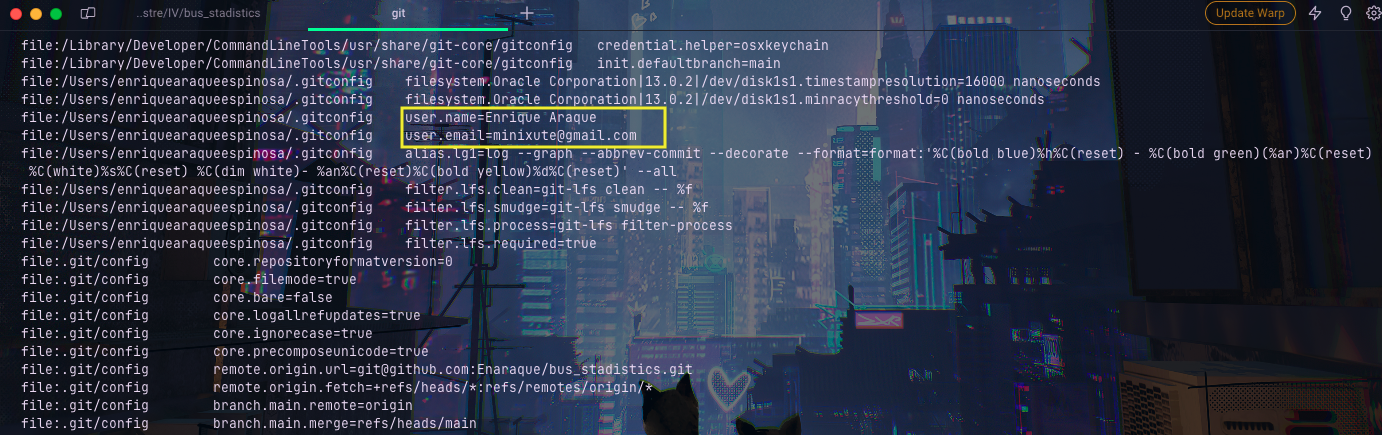 ..stre/IV/bus_stadistics git + Update Warp
file:/Library/Developer/CommandLineTools/usr/share/git-core/gitconfig credential.helper=osxkeychain
file:/Library/Developer/CommandLineTools/usr/share/git-core/gitconfig init.defaultbranch=main
file:/Users/enriquearaqueespinosa/.gitconfig filesystem.Oracle Corporation|13.0.2|/dev/disk1s1.timestampresolution=16000 nanoseconds
file:/Users/enriquearaqueespinosa/.gitconfig filesystem.Oracle Corporation|13.0.2|/dev/disk1s1.minracythreshold=0 nanoseconds
file:/Users/enriquearaqueespinosa/.gitconfig user.name=Enrique Araque
file:/Users/enriquearaqueespinosa/.gitconfig user.email=minixute@gmail.com
file:/Users/enriquearaqueespinosa/.gitconfig alias.lg1=log --graph --abbrev-commit --decorate --format=format:'%C(bold blue)%h%C(reset) - %C(bold green)(%ar)%C(reset)
%C(white)%s%C(reset) %C(dim white)- %an%C(reset)%C(bold yellow)%d%C(reset)' --all
file:/Users/enriquearaqueespinosa/.gitconfig filter.lfs.clean=git-lfs clean -- %f
file:/Users/enriquearaqueespinosa/.gitconfig filter.lfs.smudge=git-lfs smudge -- %f
file:/Users/enriquearaqueespinosa/.gitconfig filter.lfs.process=git-lfs filter-process
file:/Users/enriquearaqueespinosa/.gitconfig filter.lfs.required=true
file:.git/config core.repositoryformatversion=0
file:.git/config core.filemode=true
file:.git/config core.bare=false
file:.git/config core.logallrefupdates=true
file:.git/config core.ignorecase=true
file:.git/config core.precomposeunicode=true
file:.git/config remote.origin.url=git@github.com:Enaraque/bus_stadistics.git
file:.git/config remote.origin.fetch=+refs/heads/*:refs/remotes/origin/*
file:.git/config branch.main.remote=origin
file:.git/config branch.main.merge=refs/heads/main